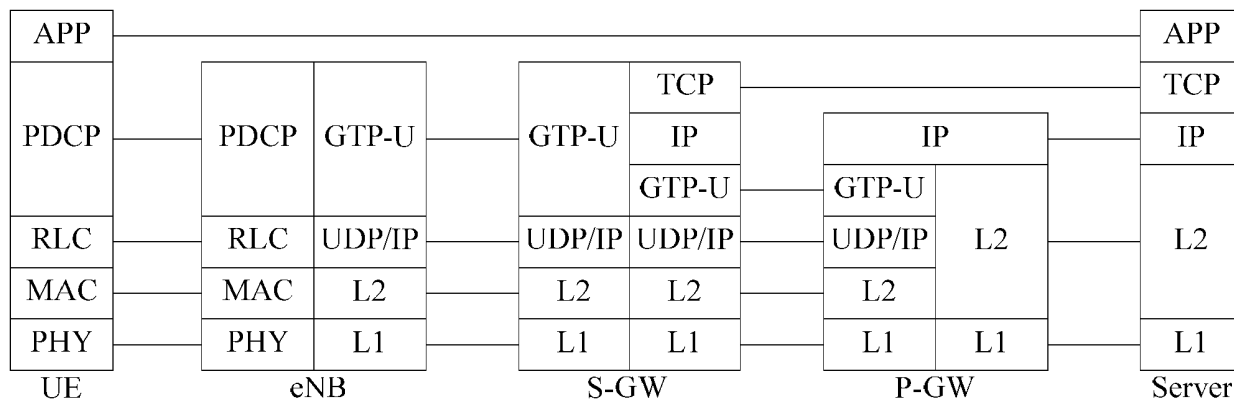 APP APP
TCP TCP
PDCP PDCP GTP-U GTP-U IP IP IP
GTP-U GTP-U
RLC RLC UDP/IP UDP/IP UDP/IP UDP/IP L2 L2
MAC MAC L2 L2 L2 L2
PHY PHY L1 L1 L1 L1 L1 L1
UE eNB S-GW P-GW Server